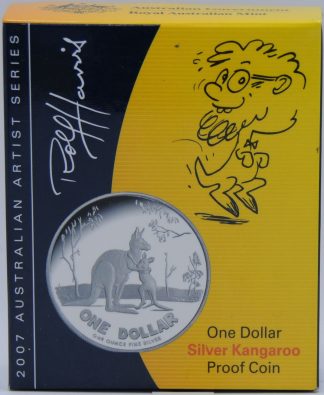 Australian Government
Royal Australian Mint
2007 AUSTRALIAN ARTIST SERIES
Rolf Harris
ONE DOLLAR
ONE OUNCE FINE SILVER
One Dollar
Silver Kangaroo
Proof Coin